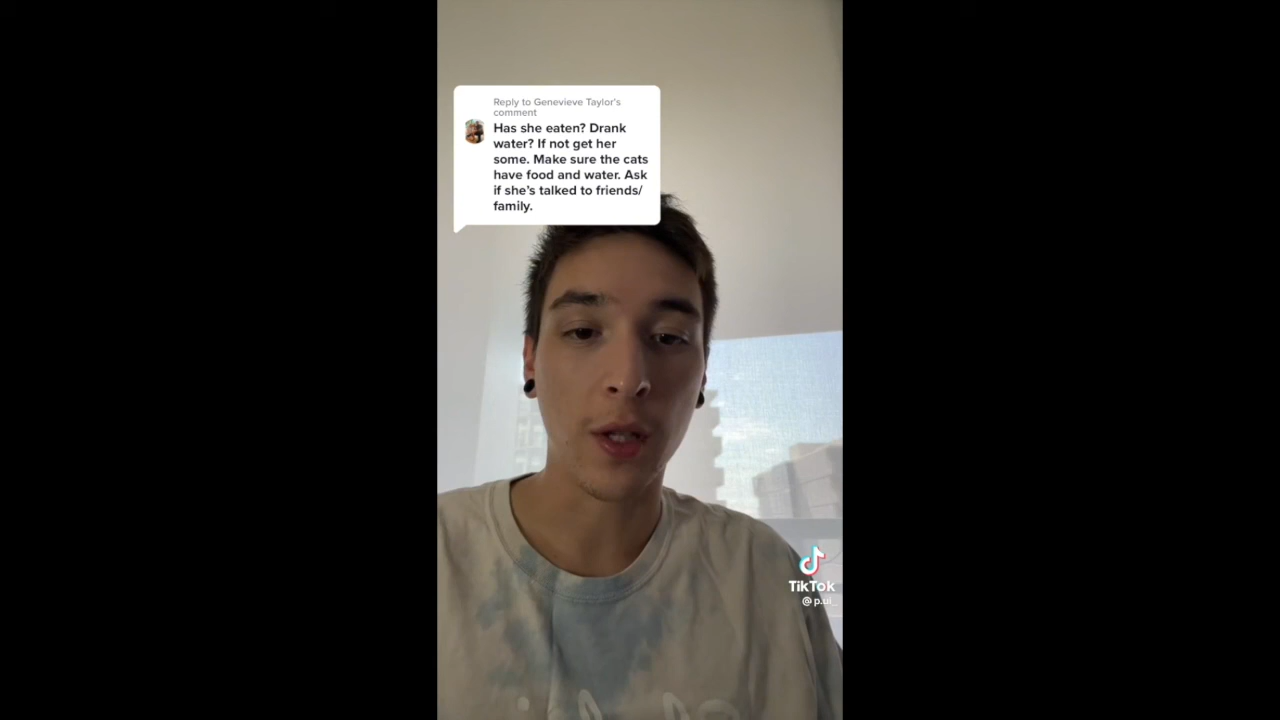 Reply to Genevieve Taylor's
comment
Has she eaten? Drank
water? If not get her
some. Make sure the cats
have food and water. Ask
if she's talked to friends/
family.
TikTok
@p.ui_